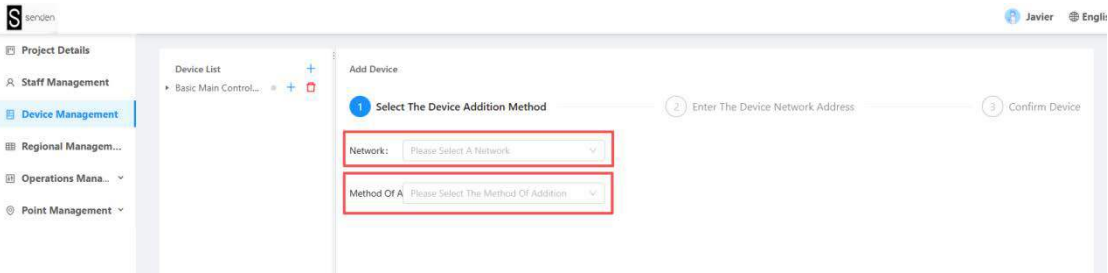 S senden
Javier Englis
Project Details
Staff Management
Device Management
Regional Managem...
Operations Mana...
Point Management
Device List +
Basic Main Control... +
Add Device
1 Select The Device Addition Method
2 Enter The Device Network Address
3 Confirm Device
Network: Please Select A Network
Method Of A Please Select The Method Of Addition